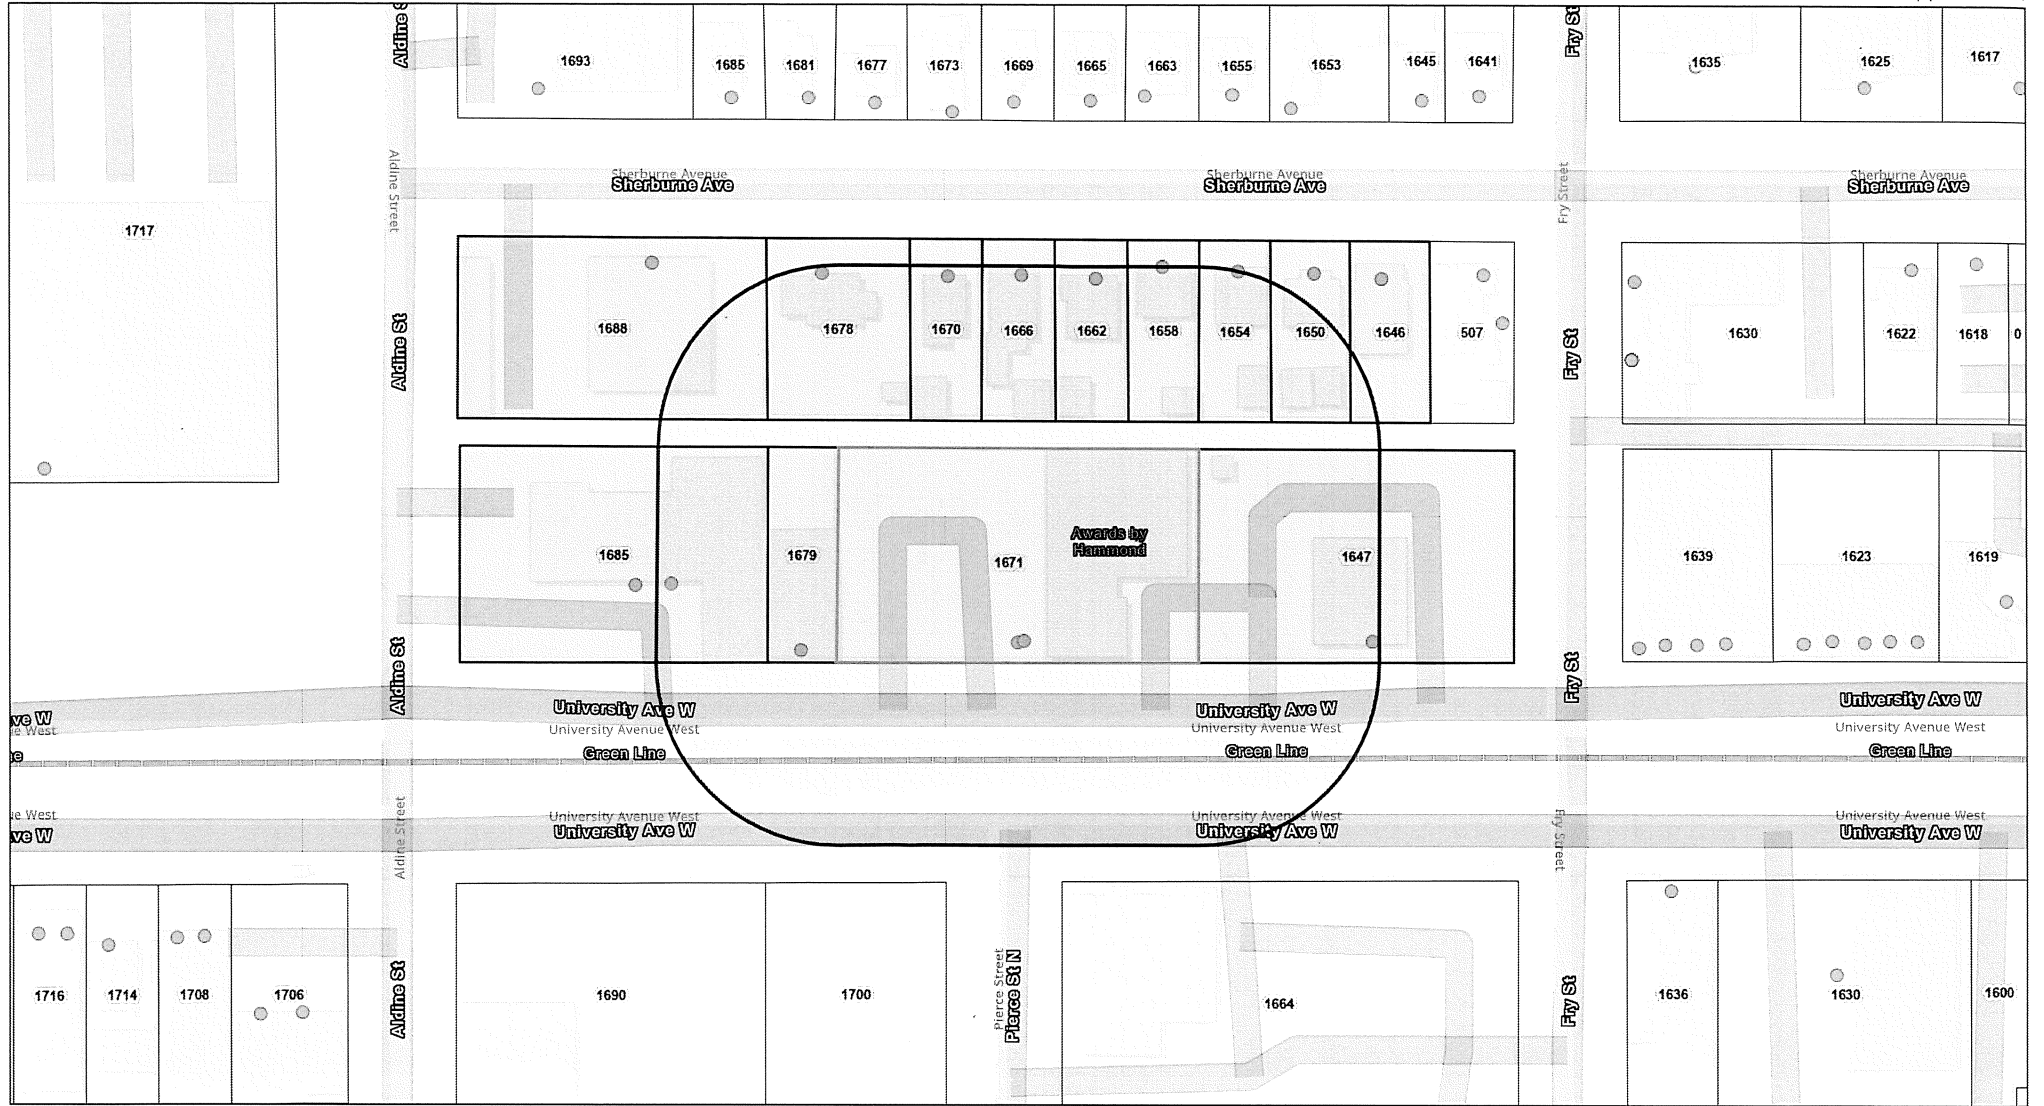 Aldine S
Fry St
1693
1685
1681
1677
1673
1669
1665
1663
1655
1653
1645
1641
1635
1625
1617
Aldine Street
Sherburne Avenue
Sherburne Ave
Sherburne Avenue
Sherburne Ave
Fry Street
Sherburne Avenue
Sherburne Ave
1717
Aldine St
1688
1678
1670
1666
1662
1658
1654
1650
1646
507
Fry St
1630
1622
1618
0
1685
1679
1671
Awards by
Hammond
1647
1639
1623
1619
Aldine St
Fry St
ve W
e West
University Ave W
University Avenue West
University Ave W
University Avenue West
University Ave W
University Avenue West
ne
Green Line
Green Line
Green Line
ue West
ve W
Aldine Street
University Avenue West
University Ave W
University Avenue West
University Ave W
Fry Street
University Avenue West
University Ave W
1716
1714
1708
1706
Aldine St
1690
1700
Pierce Street
Pierce St N
1664
Fry St
1636
1630
1600